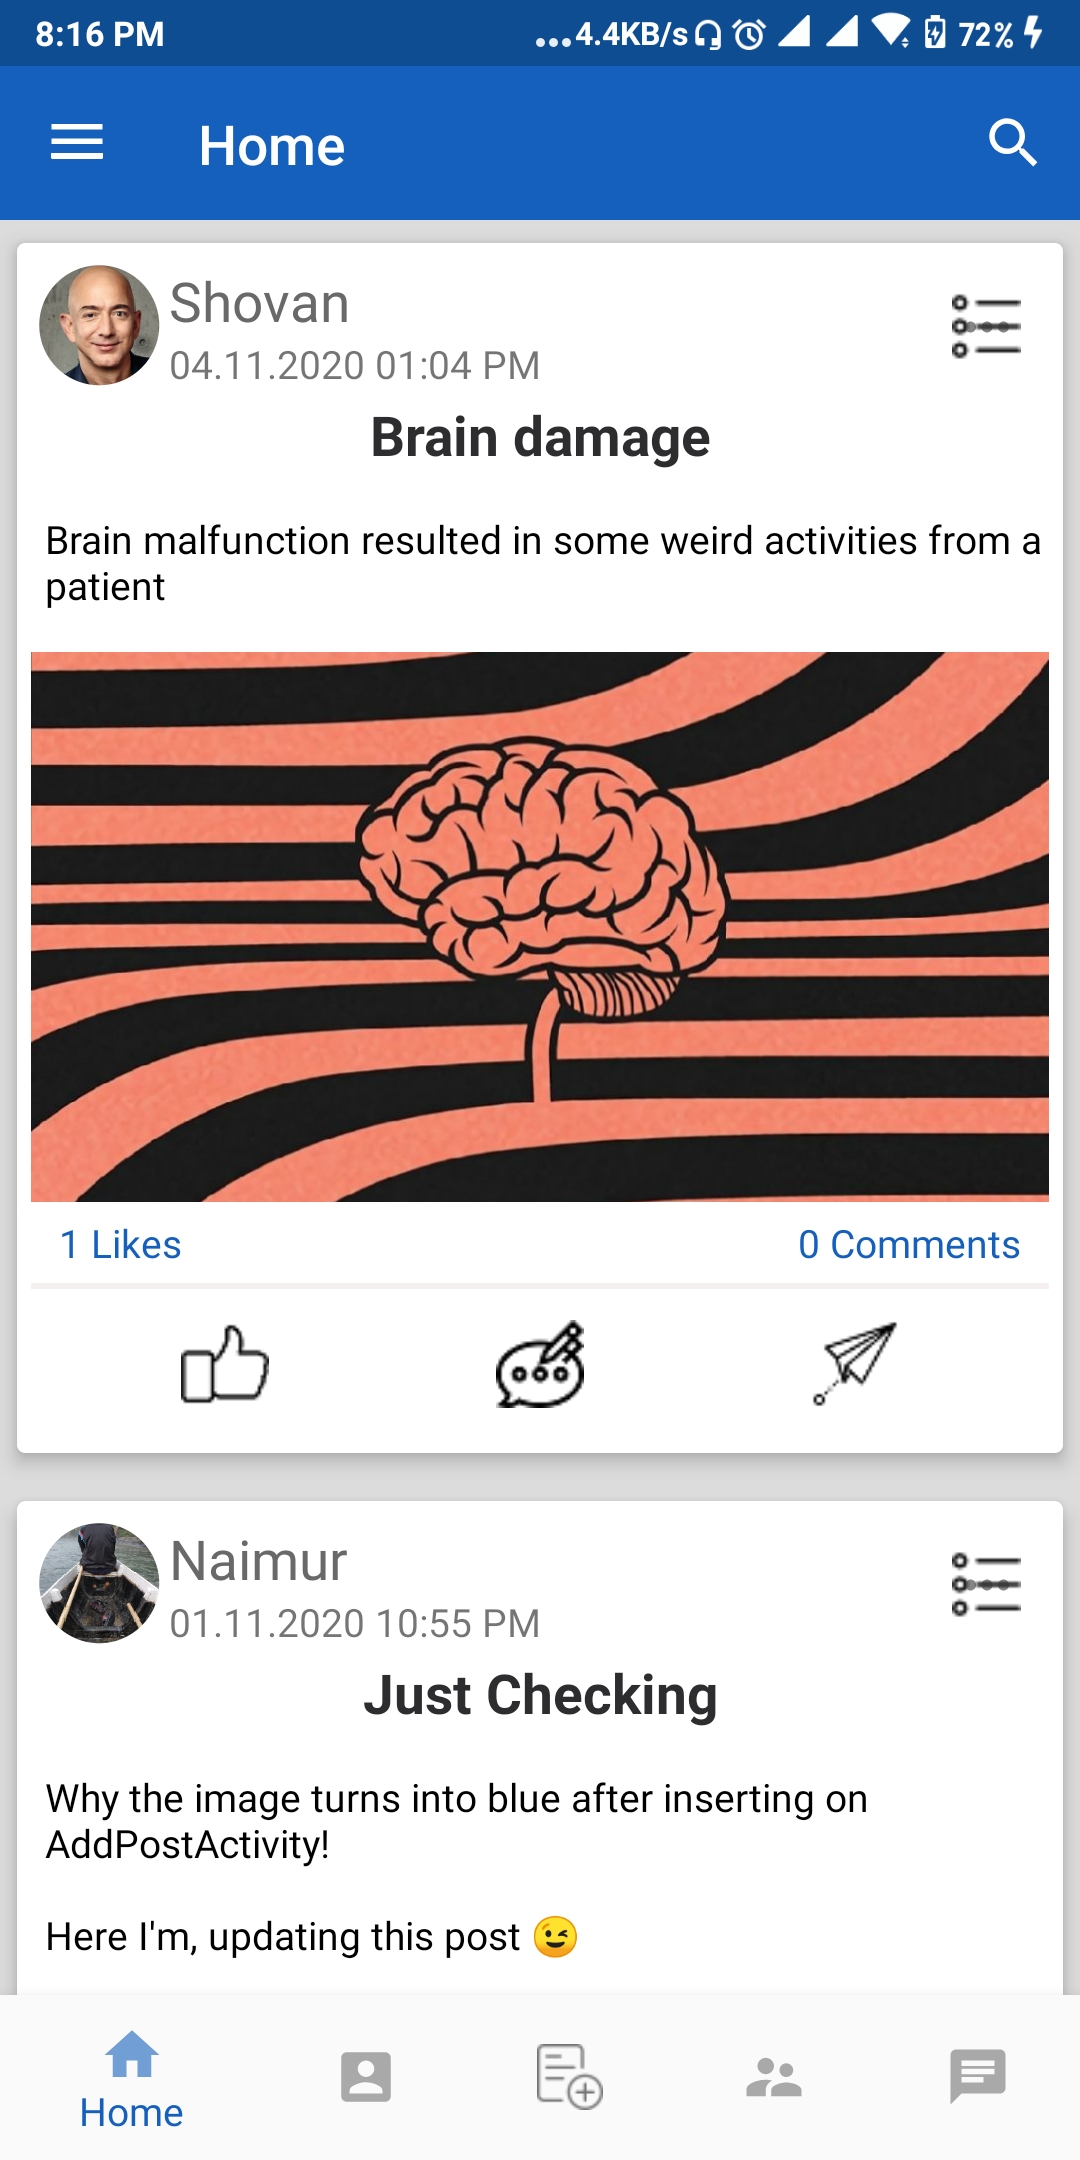 8:16 PM
...4.4KB/s 72%
Home
Shovan
04.11.2020 01:04 PM
Brain damage
Brain malfunction resulted in some weird activities from a
patient
1 Likes
0 Comments
Naimur
01.11.2020 10:55 PM
Just Checking
Why the image turns into blue after inserting on
AddPostActivity!
Here I'm, updating this post 😉
Home